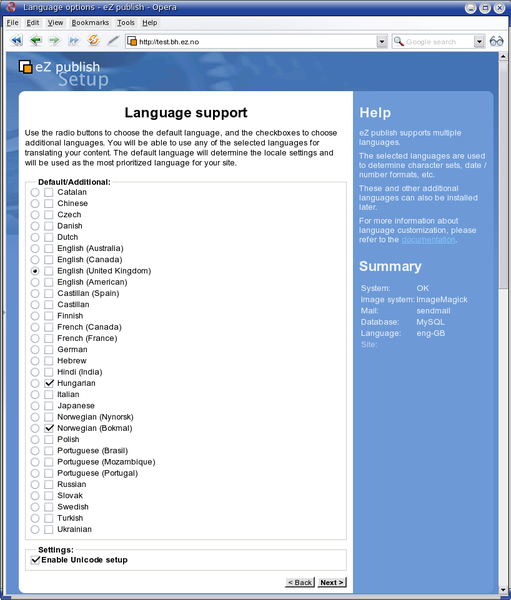 Language options - eZ publish - Opera
File Edit View Bookmarks Tools Help
http://test.bh.ez.no
Google search
eZ publish
Setup
Language support
Use the radio buttons to choose the default language, and the checkboxes to choose
additional languages. You will be able to use any of the selected languages for
translating your content. The default language will determine the locale settings and
will be used as the most prioritized language for your site.
Default/Additional:
Catalan
Chinese
Czech
Danish
Dutch
English (Australia)
English (Canada)
English (United Kingdom)
English (American)
Castillan (Spain)
Castillan
Finnish
French (Canada)
French (France)
German
Hebrew
Hindi (India)
Hungarian
Italian
Japanese
Norwegian (Nynorsk)
Norwegian (Bokmal)
Polish
Portuguese (Brasil)
Portuguese (Mozambique)
Portuguese (Portugal)
Russian
Slovak
Swedish
Turkish
Ukrainian
Settings:
Enable Unicode setup
< Back Next >
Help
eZ publish supports multiple
languages.
The selected languages are used
to determine character sets, date /
number formats, etc.
These and other additional
languages can also be installed
later.
For more information about
language customization, please
refer to the documentation.
Summary
System: OK
Image system: ImageMagick
Mail: sendmail
Database: MySQL
Language: eng-GB
Site: